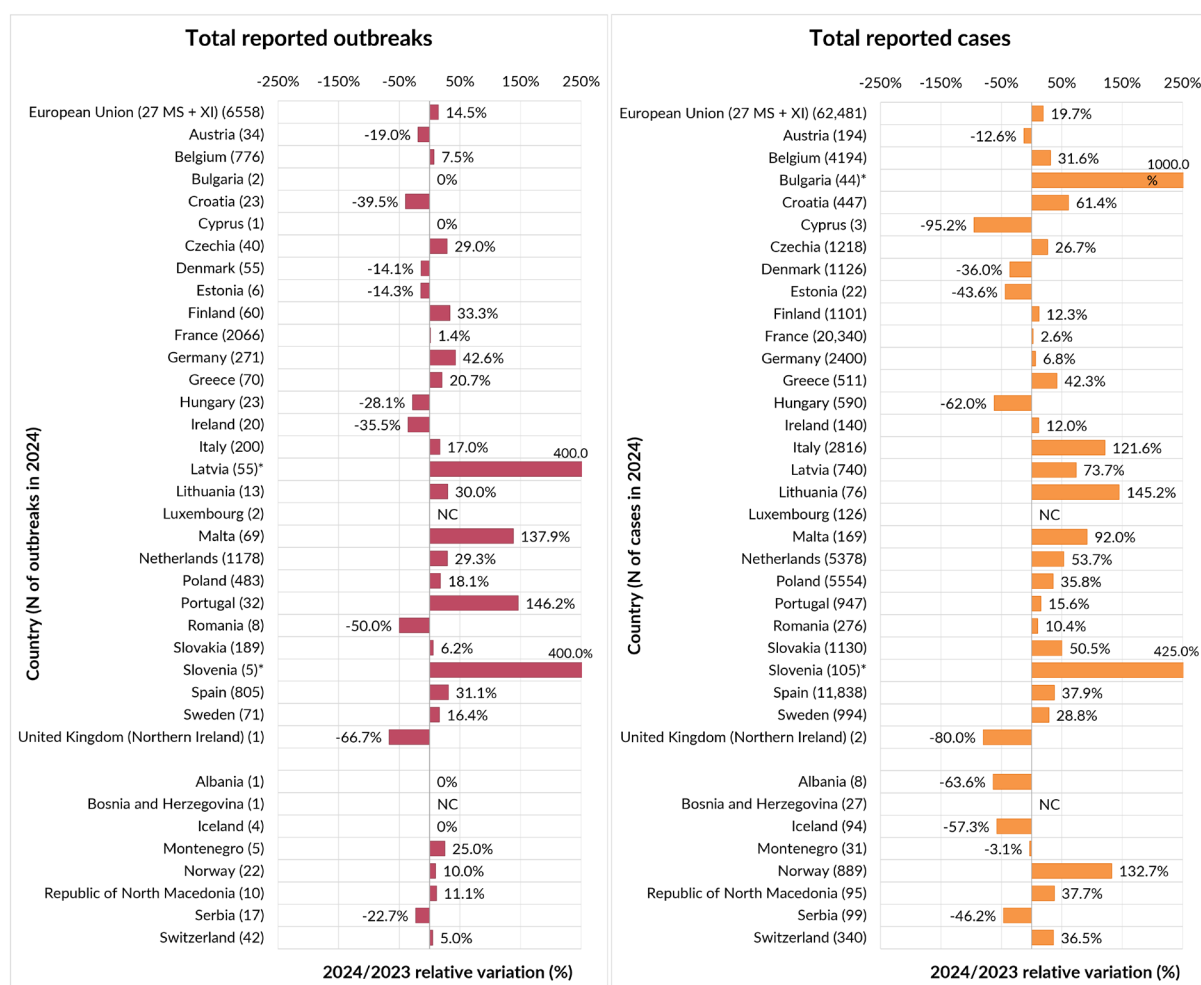 Total reported outbreaks
-250% -150% -50% 50% 150% 250%
Country (N of outbreaks in 2024)
European Union (27 MS + XI) (6558) 14.5%
Austria (34) -19.0%
Belgium (776) 7.5%
Bulgaria (2) 0%
Croatia (23) -39.5%
Cyprus (1) 0%
Czechia (40) 29.0%
Denmark (55) -14.1%
Estonia (6) -14.3%
Finland (60) 33.3%
France (2066) 1.4%
Germany (271) 42.6%
Greece (70) 20.7%
Hungary (23) -28.1%
Ireland (20) -35.5%
Italy (200) 17.0%
Latvia (55)* 400.0
Lithuania (13) 30.0%
Luxembourg (2) NC
Malta (69) 137.9%
Netherlands (1178) 29.3%
Poland (483) 18.1%
Portugal (32) 146.2%
Romania (8) -50.0%
Slovakia (189) 6.2%
Slovenia (5)* 400.0%
Spain (805) 31.1%
Sweden (71) 16.4%
United Kingdom (Northern Ireland) (1) -66.7%
Albania (1) 0%
Bosnia and Herzegovina (1) NC
Iceland (4) 0%
Montenegro (5) 25.0%
Norway (22) 10.0%
Republic of North Macedonia (10) 11.1%
Serbia (17) -22.7%
Switzerland (42) 5.0%
2024/2023 relative variation (%)
Total reported cases
-250% -150% -50% 50% 150% 250%
Country (N of cases in 2024)
European Union (27 MS + XI) (62,481) 19.7%
Austria (194) -12.6%
Belgium (4194) 31.6%
Bulgaria (44)* 1000.0
%
Croatia (447) 61.4%
Cyprus (3) -95.2%
Czechia (1218) 26.7%
Denmark (1126) -36.0%
Estonia (22) -43.6%
Finland (1101) 12.3%
France (20,340) 2.6%
Germany (2400) 6.8%
Greece (511) 42.3%
Hungary (590) -62.0%
Ireland (140) 12.0%
Italy (2816) 121.6%
Latvia (740) 73.7%
Lithuania (76) 145.2%
Luxembourg (126) NC
Malta (169) 92.0%
Netherlands (5378) 53.7%
Poland (5554) 35.8%
Portugal (947) 15.6%
Romania (276) 10.4%
Slovakia (1130) 50.5%
Slovenia (105)* 425.0%
Spain (11,838) 37.9%
Sweden (994) 28.8%
United Kingdom (Northern Ireland) (2) -80.0%
Albania (8) -63.6%
Bosnia and Herzegovina (27) NC
Iceland (94) -57.3%
Montenegro (31) -3.1%
Norway (889) 132.7%
Republic of North Macedonia (95) 37.7%
Serbia (99) -46.2%
Switzerland (340) 36.5%
2024/2023 relative variation (%)